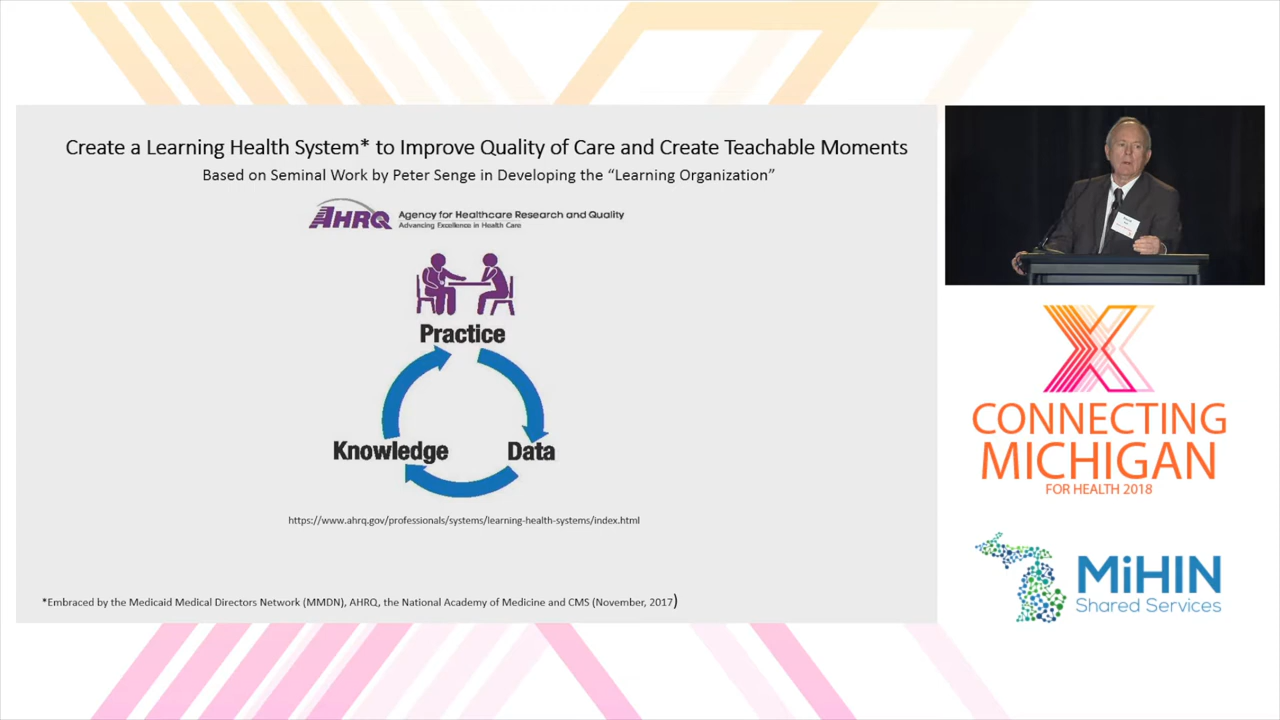 Create a Learning Health System* to Improve Quality of Care and Create Teachable Moments
Based on Seminal Work by Peter Senge in Developing the “Learning Organization”
AHRQ
Agency for Healthcare Research and Quality
Advancing Excellence in Health Care
Practice
Knowledge
Data
https://www.ahrq.gov/professionals/systems/learning-health-systems/index.html
*Embraced by the Medicaid Medical Directors Network (MMDN), AHRQ, the National Academy of Medicine and CMS (November, 2017)
X
CONNECTING
MICHIGAN
FOR HEALTH 2018
MiHIN
Shared Services